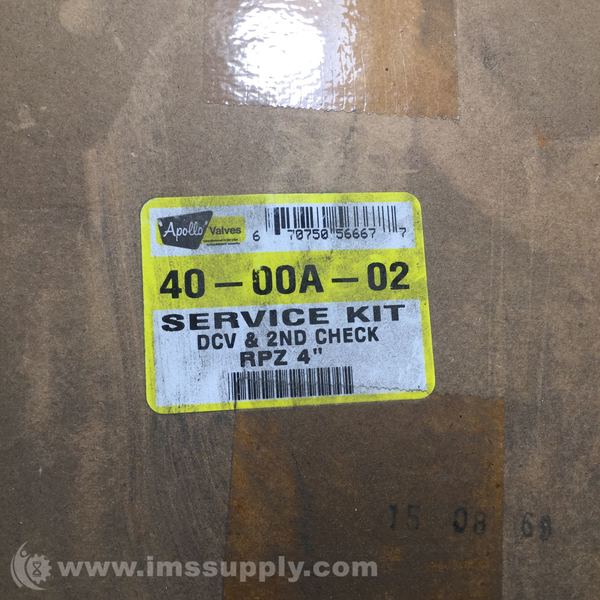 "Apollo" Valves
6 70750 56667 7
40-00A-02
SERVICE KIT
DCV & 2ND CHECK
RPZ 4"
15 08 68
www.imssupply.com